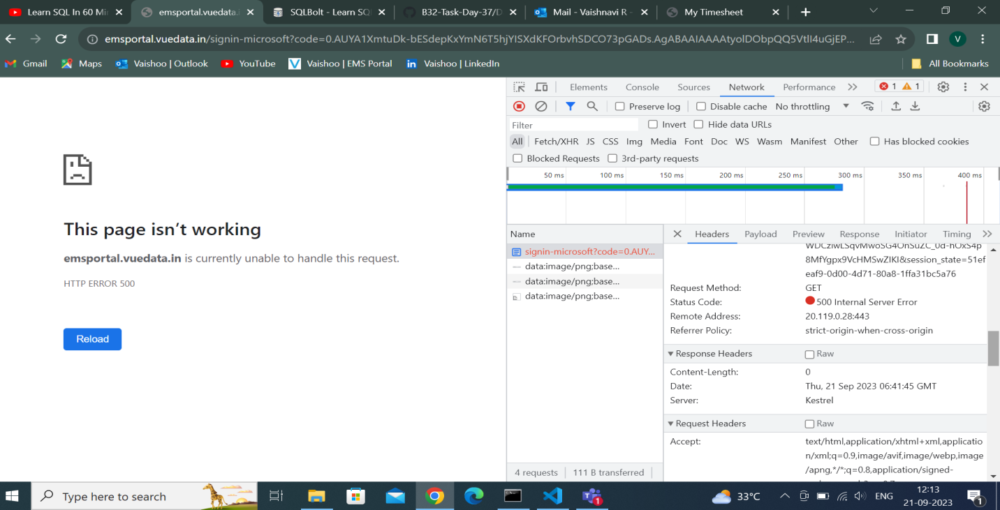 Learn SQL In 60 Mi
emsportal.vuedata.i
SQLBolt - Learn SQ
B32-Task-Day-37/D
Mail - Vaishnavi R -
My Timesheet
emsportal.vuedata.in/signin-microsoft?code=0.AUYA1XmtuDk-bESdepKxYmN6T5hjYISXdKFOrbvhSDCO73pGADs.AgABAAIAAAAtyolDObpQQ5VtlI4uGjEP...
V
Gmail
Maps
Vaishoo | Outlook
YouTube
Vaishoo | EMS Portal
Vaishoo | LinkedIn
All Bookmarks
This page isn't working
emsportal.vuedata.in is currently unable to handle this request.
HTTP ERROR 500
Reload
Elements Console Sources Network Performance 1 1
Preserve log Disable cache No throttling
Filter Invert Hide data URLs
All Fetch/XHR JS CSS Img Media Font Doc WS Wasm Manifest Other Has blocked cookies
Blocked Requests 3rd-party requests
50 ms 100 ms 150 ms 200 ms 250 ms 300 ms 350 ms 400 ms
Name
signin-microsoft?code=0.AUY...
data:image/png;base...
data:image/png;base...
data:image/png;base...
4 requests 111 B transferred
Headers Payload Preview Response Initiator Timing
WDCziwLSqvMwoSG4OhSuZC_0d-hOxS4p
8MfYgpx9VcHMSwZIKI&session_state=51ef
eaf9-0d00-4d71-80a8-1ffa31bc5a76
Request Method: GET
Status Code: 500 Internal Server Error
Remote Address: 20.119.0.28:443
Referrer Policy: strict-origin-when-cross-origin
Response Headers Raw
Content-Length: 0
Date: Thu, 21 Sep 2023 06:41:45 GMT
Server: Kestrel
Request Headers Raw
Accept: text/html,application/xhtml+xml,applicatio
n/xml;q=0.9,image/avif,image/webp,image
/apng,*/*;q=0.8,application/signed-
Type here to search
1
33°C
ENG
12:13
21-09-2023
1